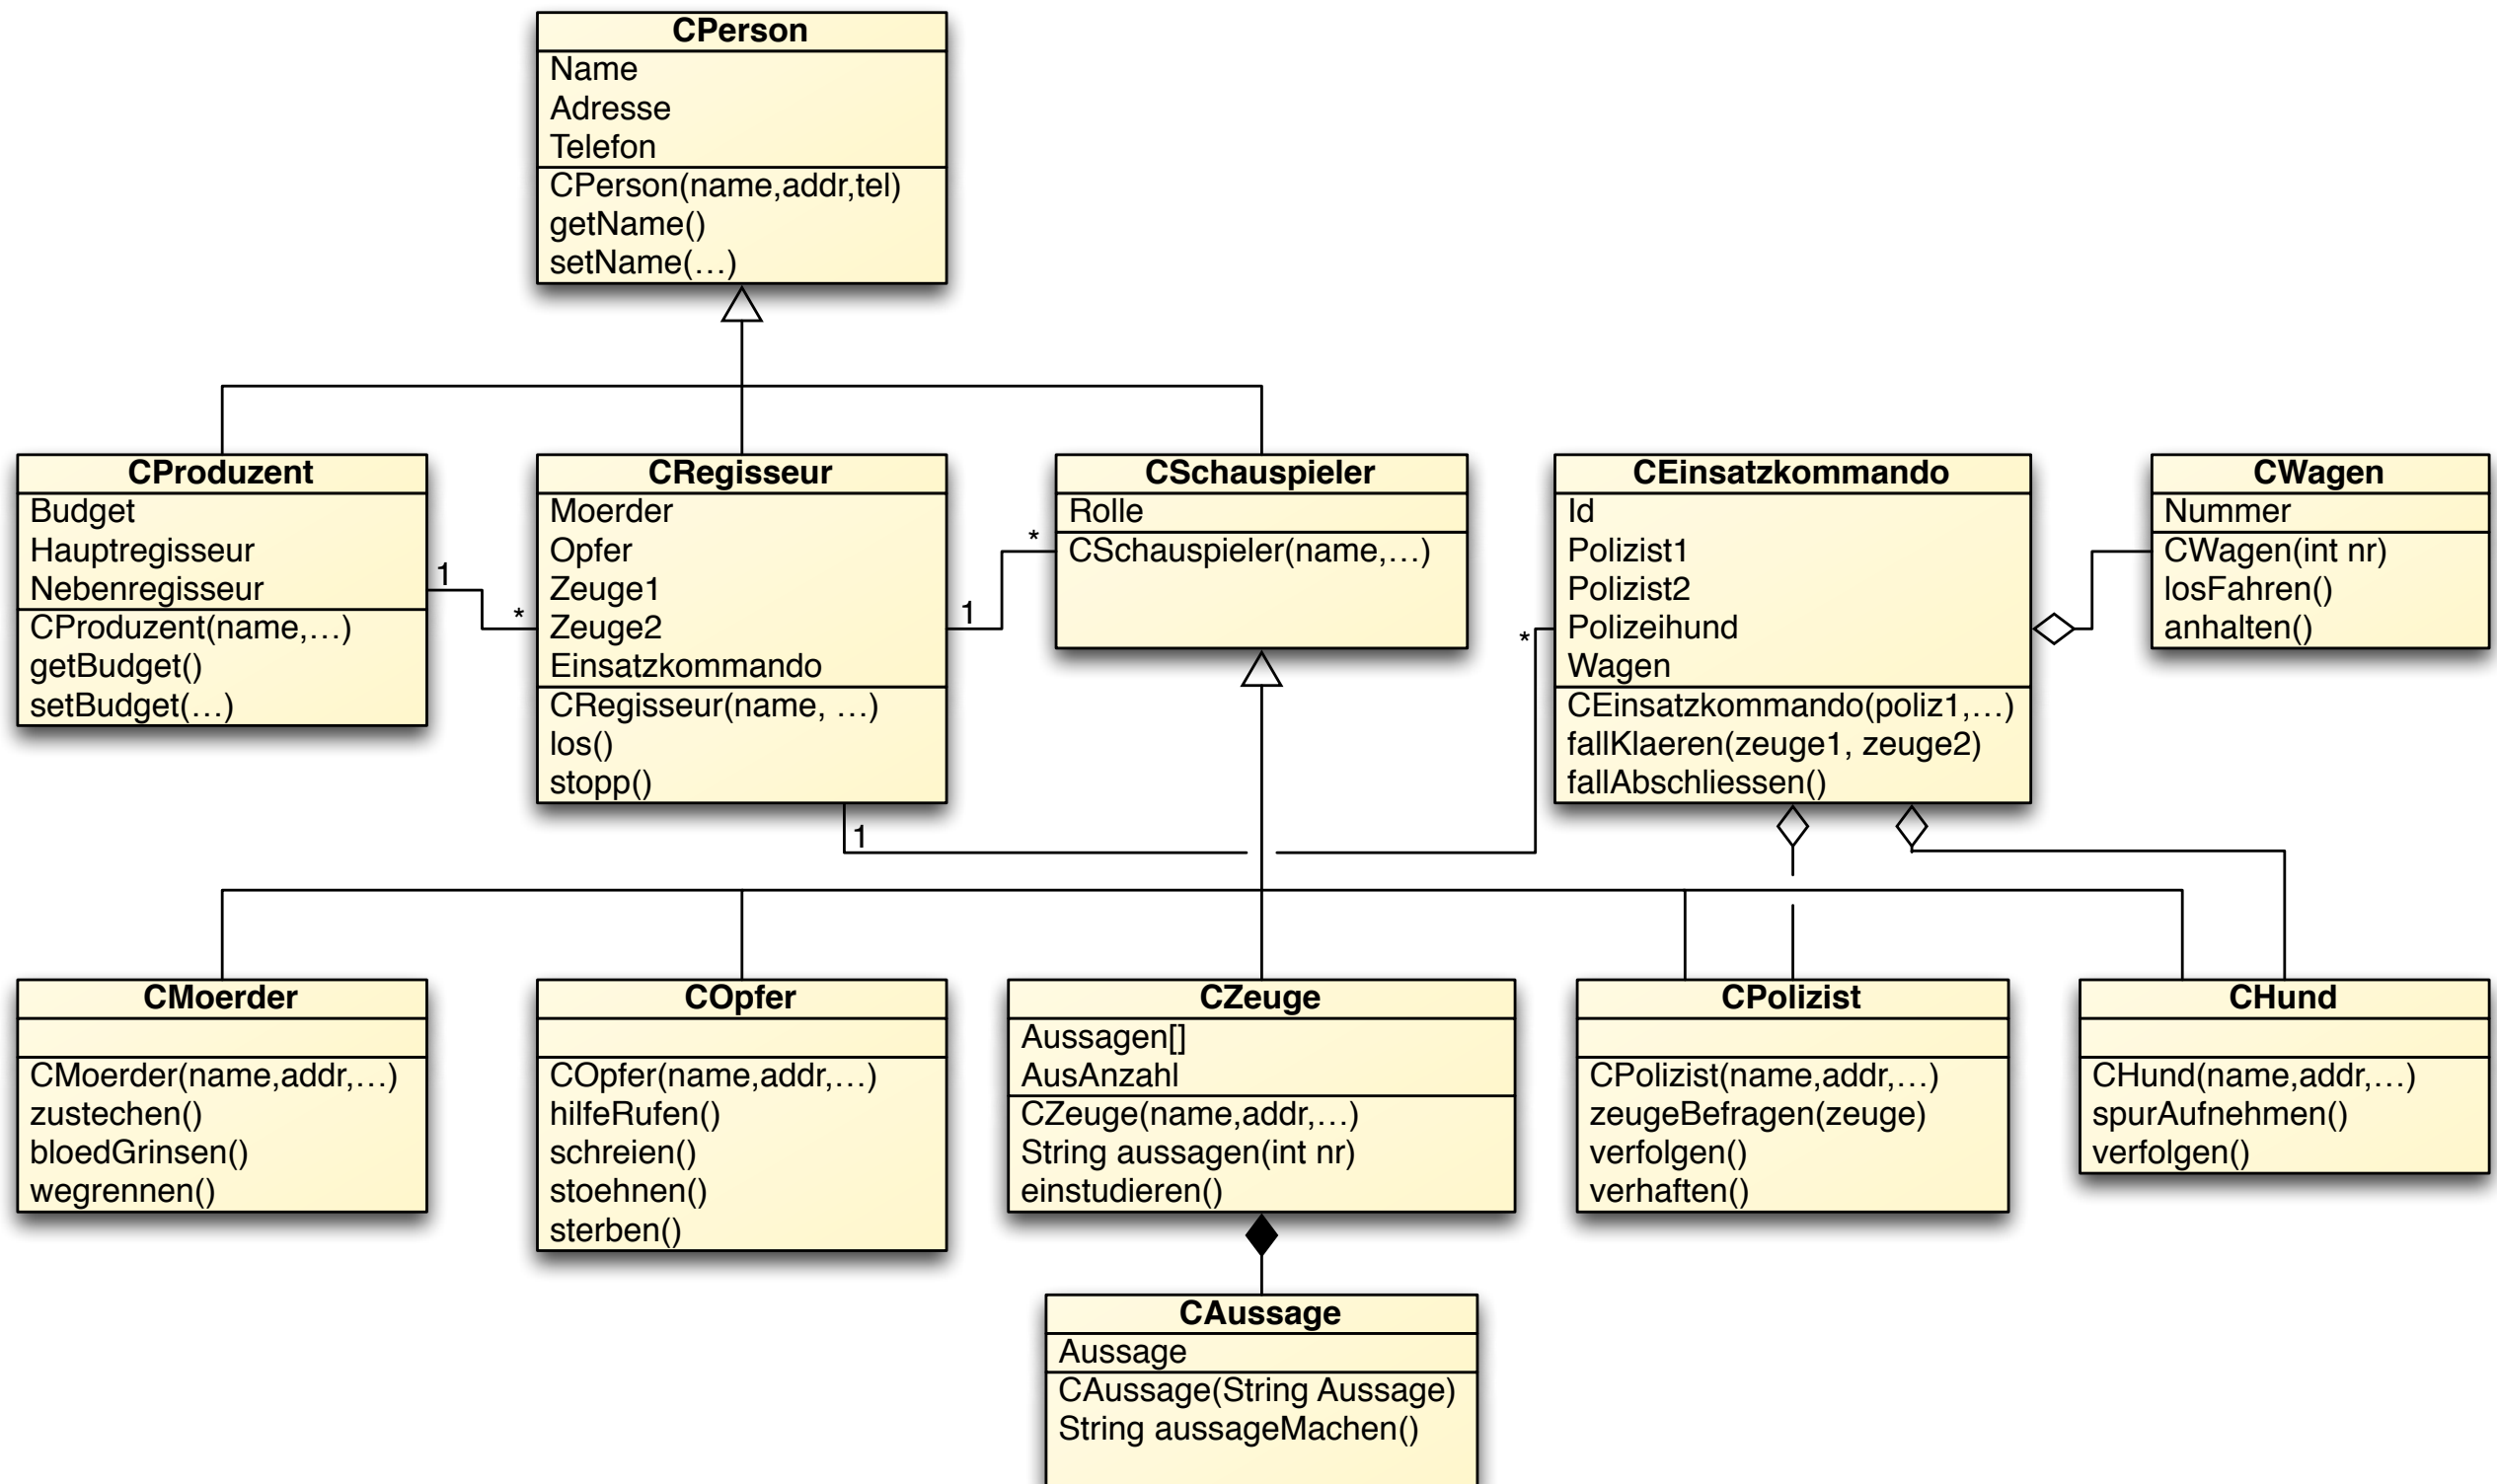 CPerson
Name
Adresse
Telefon
CPerson(name,addr,tel)
getName()
setName(…)
CProduzent
Budget
Hauptregisseur
Nebenregisseur
CProduzent(name,…)
getBudget()
setBudget(…)
1
*
CRegisseur
Moerder
Opfer
Zeuge1
Zeuge2
Einsatzkommando
CRegisseur(name, …)
los()
stopp()
1
*
1
*
CSchauspieler
Rolle
CSchauspieler(name,…)
CEinsatzkommando
Id
Polizist1
Polizist2
Polizeihund
Wagen
CEinsatzkommando(poliz1,…)
fallKlaeren(zeuge1, zeuge2)
fallAbschliessen()
CWagen
Nummer
CWagen(int nr)
losFahren()
anhalten()
CMoerder
CMoerder(name,addr,…)
zustechen()
bloedGrinsen()
wegrennen()
COpfer
COpfer(name,addr,…)
hilfeRufen()
schreien()
stoehnen()
sterben()
CZeuge
Aussagen[]
AusAnzahl
CZeuge(name,addr,…)
String aussagen(int nr)
einstudieren()
CPolizist
CPolizist(name,addr,…)
zeugeBefragen(zeuge)
verfolgen()
verhaften()
CHund
CHund(name,addr,…)
spurAufnehmen()
verfolgen()
CAussage
Aussage
CAussage(String Aussage)
String aussageMachen()